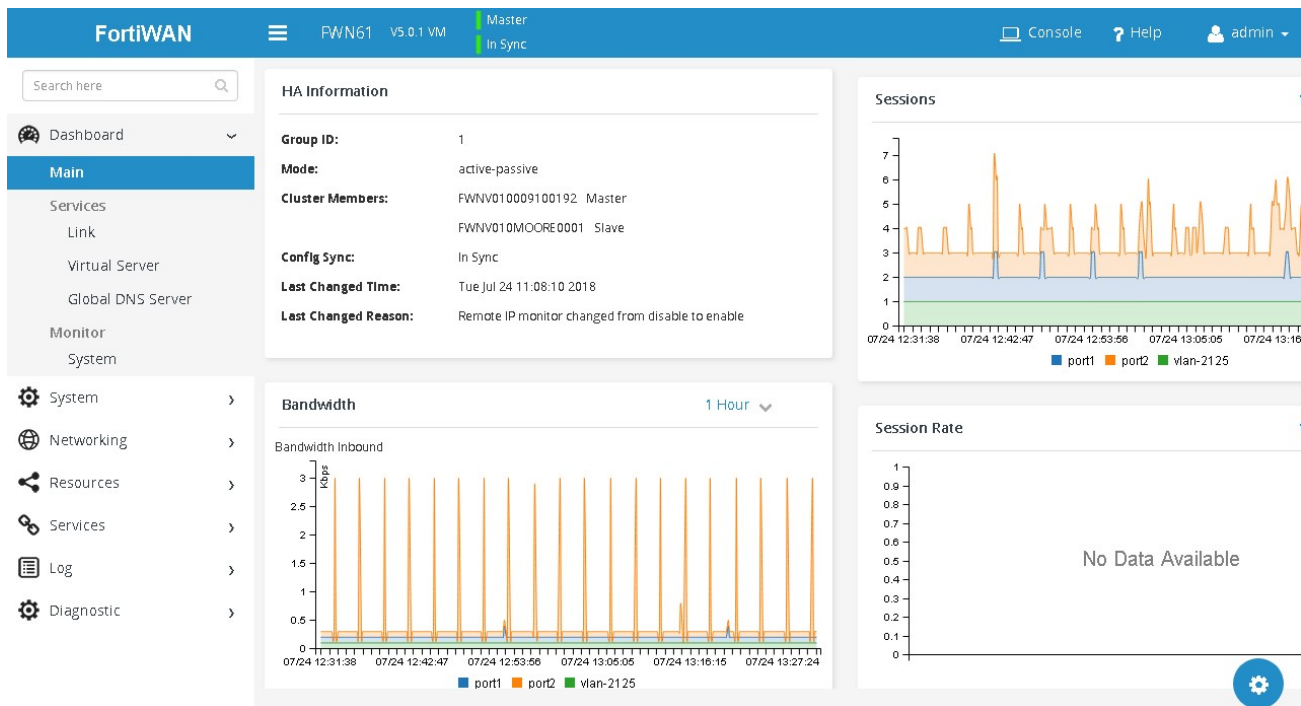 FortiWAN
FWN61 V5.0.1 VM
Master
In Sync
Console
Help
admin
Search here
Dashboard
Main
Services
Link
Virtual Server
Global DNS Server
Monitor
System
System
Networking
Resources
Services
Log
Diagnostic
HA Information
Group ID: 1
Mode: active-passive
Cluster Members: FWNV010009100192 Master
FWNV010MOORE0001 Slave
Config Sync: In Sync
Last Changed Time: Tue Jul 24 11:08:10 2018
Last Changed Reason: Remote IP monitor changed from disable to enable
Bandwidth 1 Hour
Bandwidth Inbound
Kbps
3
2.5
2
1.5
1
0.5
0
07/24 12:31:38 07/24 12:42:47 07/24 12:53:56 07/24 13:05:05 07/24 13:16:15 07/24 13:27:24
port1 port2 vlan-2125
Sessions
7
6
5
4
3
2
1
0
07/24 12:31:38 07/24 12:42:47 07/24 12:53:56 07/24 13:05:05 07/24 13:16
port1 port2 vlan-2125
Session Rate
1
0.9
0.8
0.7
0.6
0.5
0.4
0.3
0.2
0.1
0
No Data Available